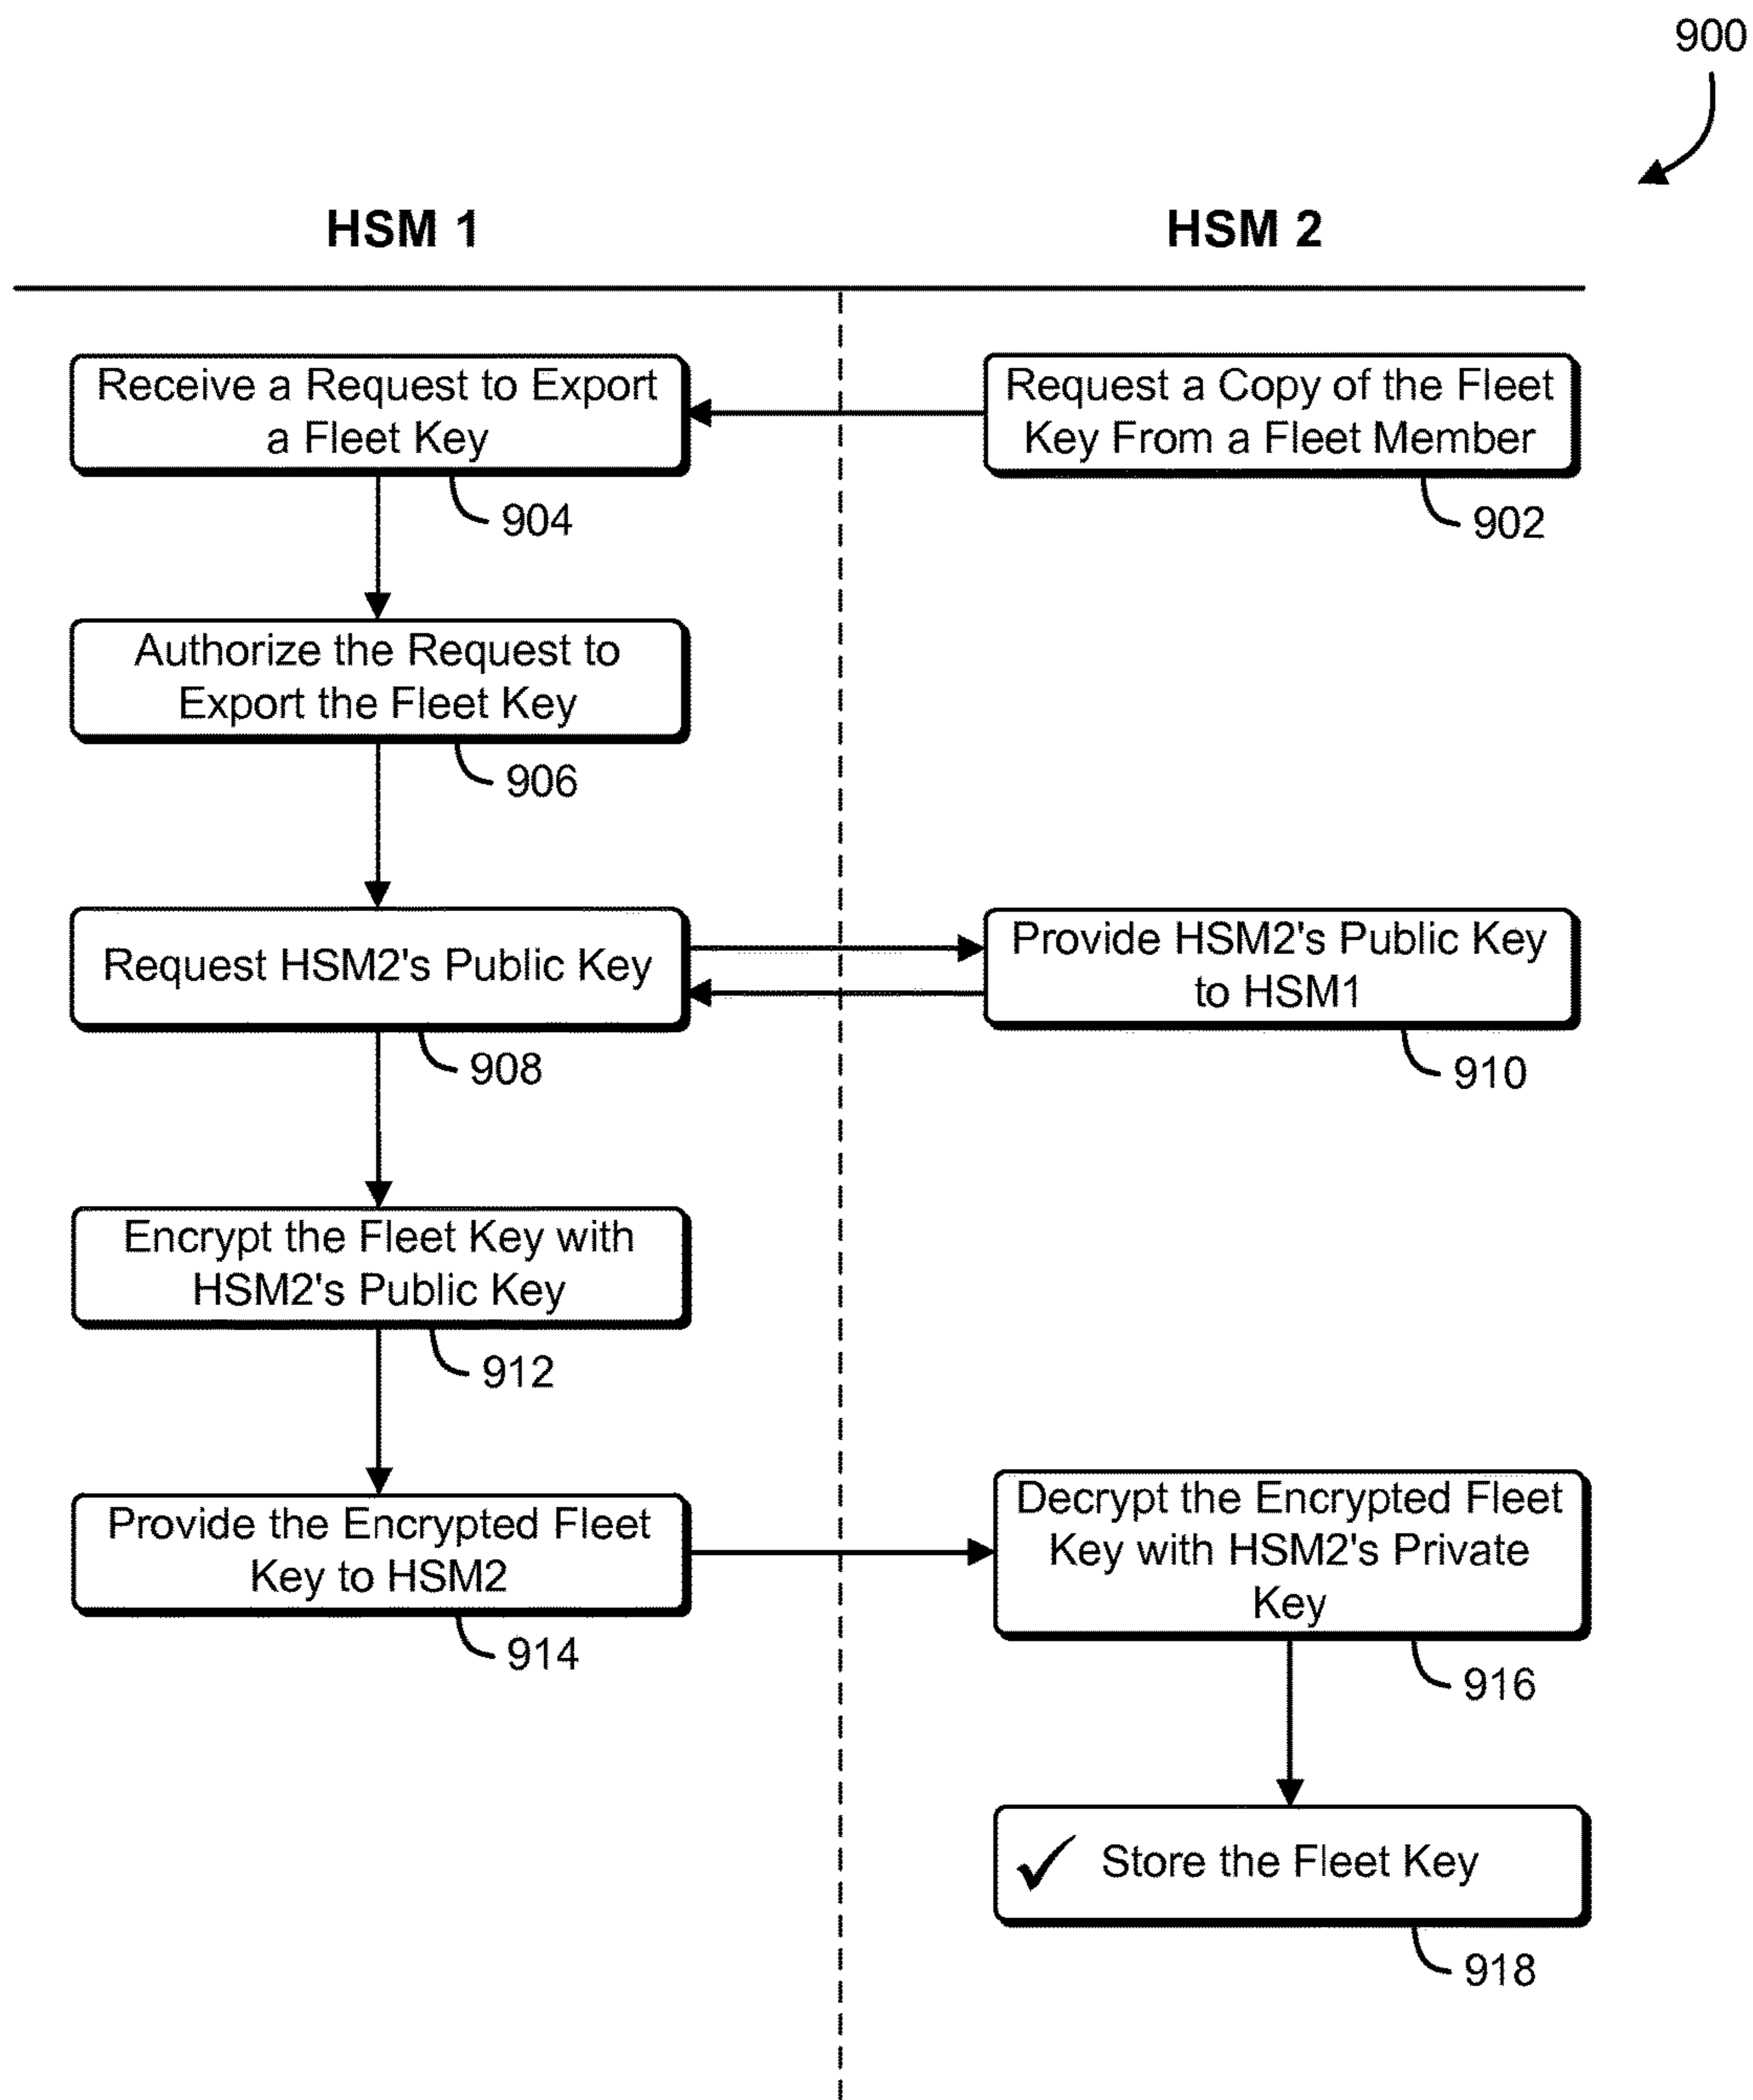 900
HSM 1
HSM 2
Receive a Request to Export
a Fleet Key
904
Request a Copy of the Fleet
Key From a Fleet Member
902
Authorize the Request to
Export the Fleet Key
906
Request HSM2's Public Key
908
Provide HSM2's Public Key
to HSM1
910
Encrypt the Fleet Key with
HSM2's Public Key
912
Provide the Encrypted Fleet
Key to HSM2
914
Decrypt the Encrypted Fleet
Key with HSM2's Private
Key
916
Store the Fleet Key
918